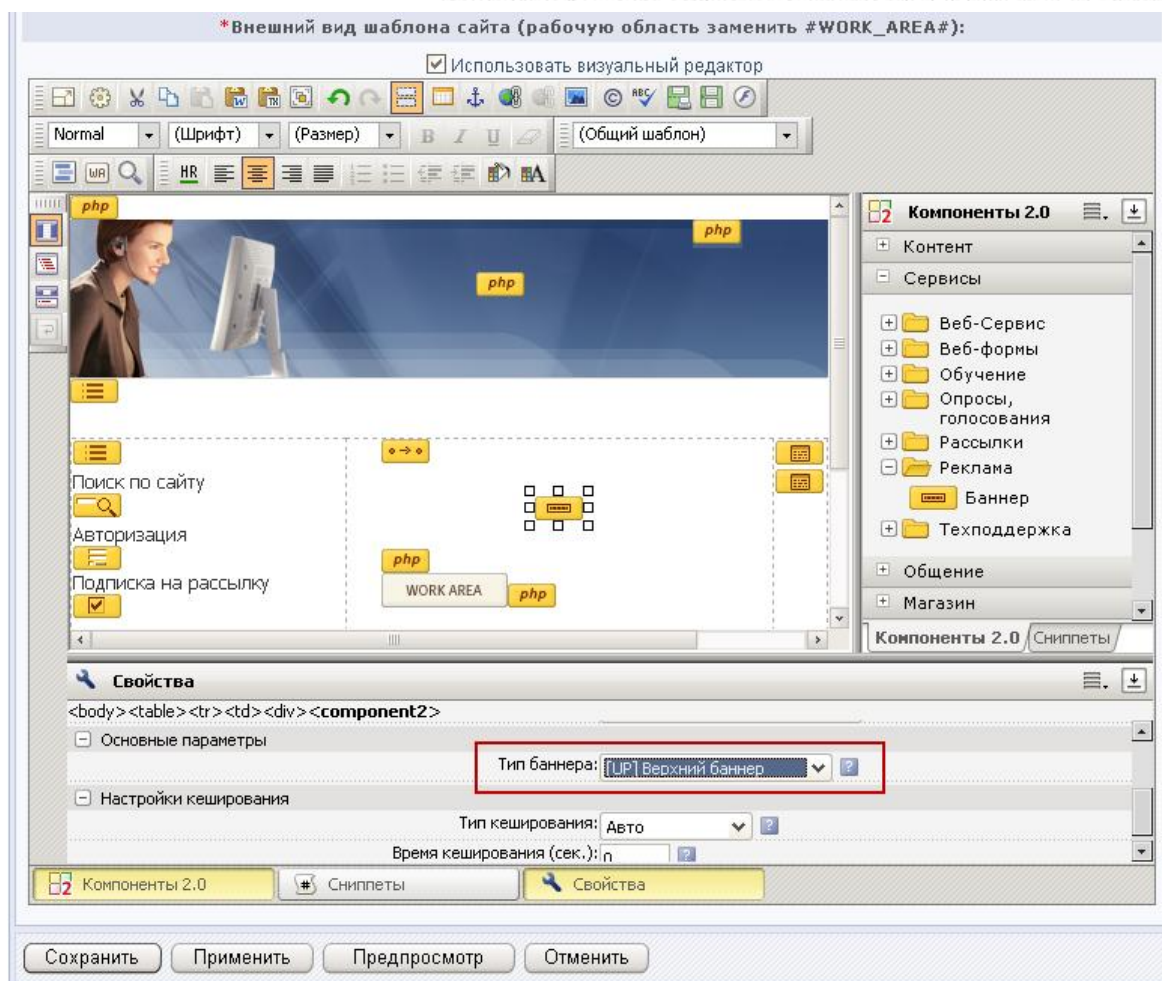 *Внешний вид шаблона сайта (рабочую область заменить #WORK_AREA#):
Использовать визуальный редактор
Normal (Шрифт) (Размер) B I U (Общий шаблон)
WA HR A
php
php
php
Компоненты 2.0
Контент
Сервисы
Веб-Сервис
Веб-формы
Обучение
Опросы,
голосования
Рассылки
Реклама
Баннер
Техподдержка
Общение
Магазин
Компоненты 2.0 Сниппеты
Поиск по сайту
Авторизация
Подписка на рассылку
php
WORK AREA php
Свойства
<body><table><tr><td><div><component2>
Основные параметры
Тип баннера: [UP] Верхний баннер ?
Настройки кеширования
Тип кеширования: Авто ?
Время кеширования (сек.): 0 ?
2 Компоненты 2.0 # Сниппеты Свойства
Сохранить Применить Предпросмотр Отменить